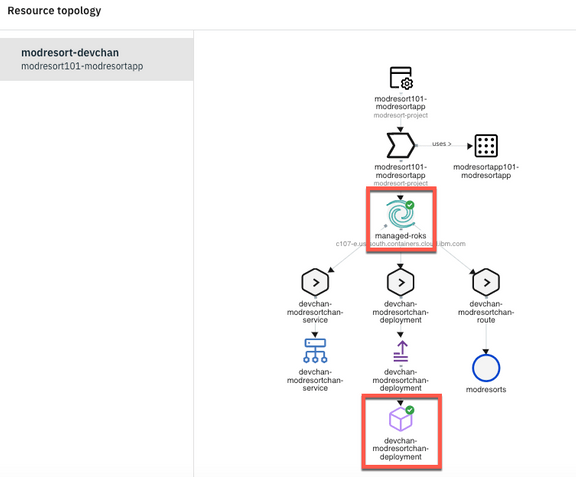 Resource topology
modresort-devchan
modresort101-modresortapp
modresort101-
modresortapp
modresort-project
uses >
modresort101-
modresortapp
modresort-project
modresortapp101-
modresortapp
managed-roks
c107-e.us-south.containers.cloud.ibm.com
devchan-
modresortchan-
service
devchan-
modresortchan-
deployment
devchan-
modresortchan-
route
devchan-
modresortchan-
service
devchan-
modresortchan-
deployment
modresorts
devchan-
modresortchan-
deployment